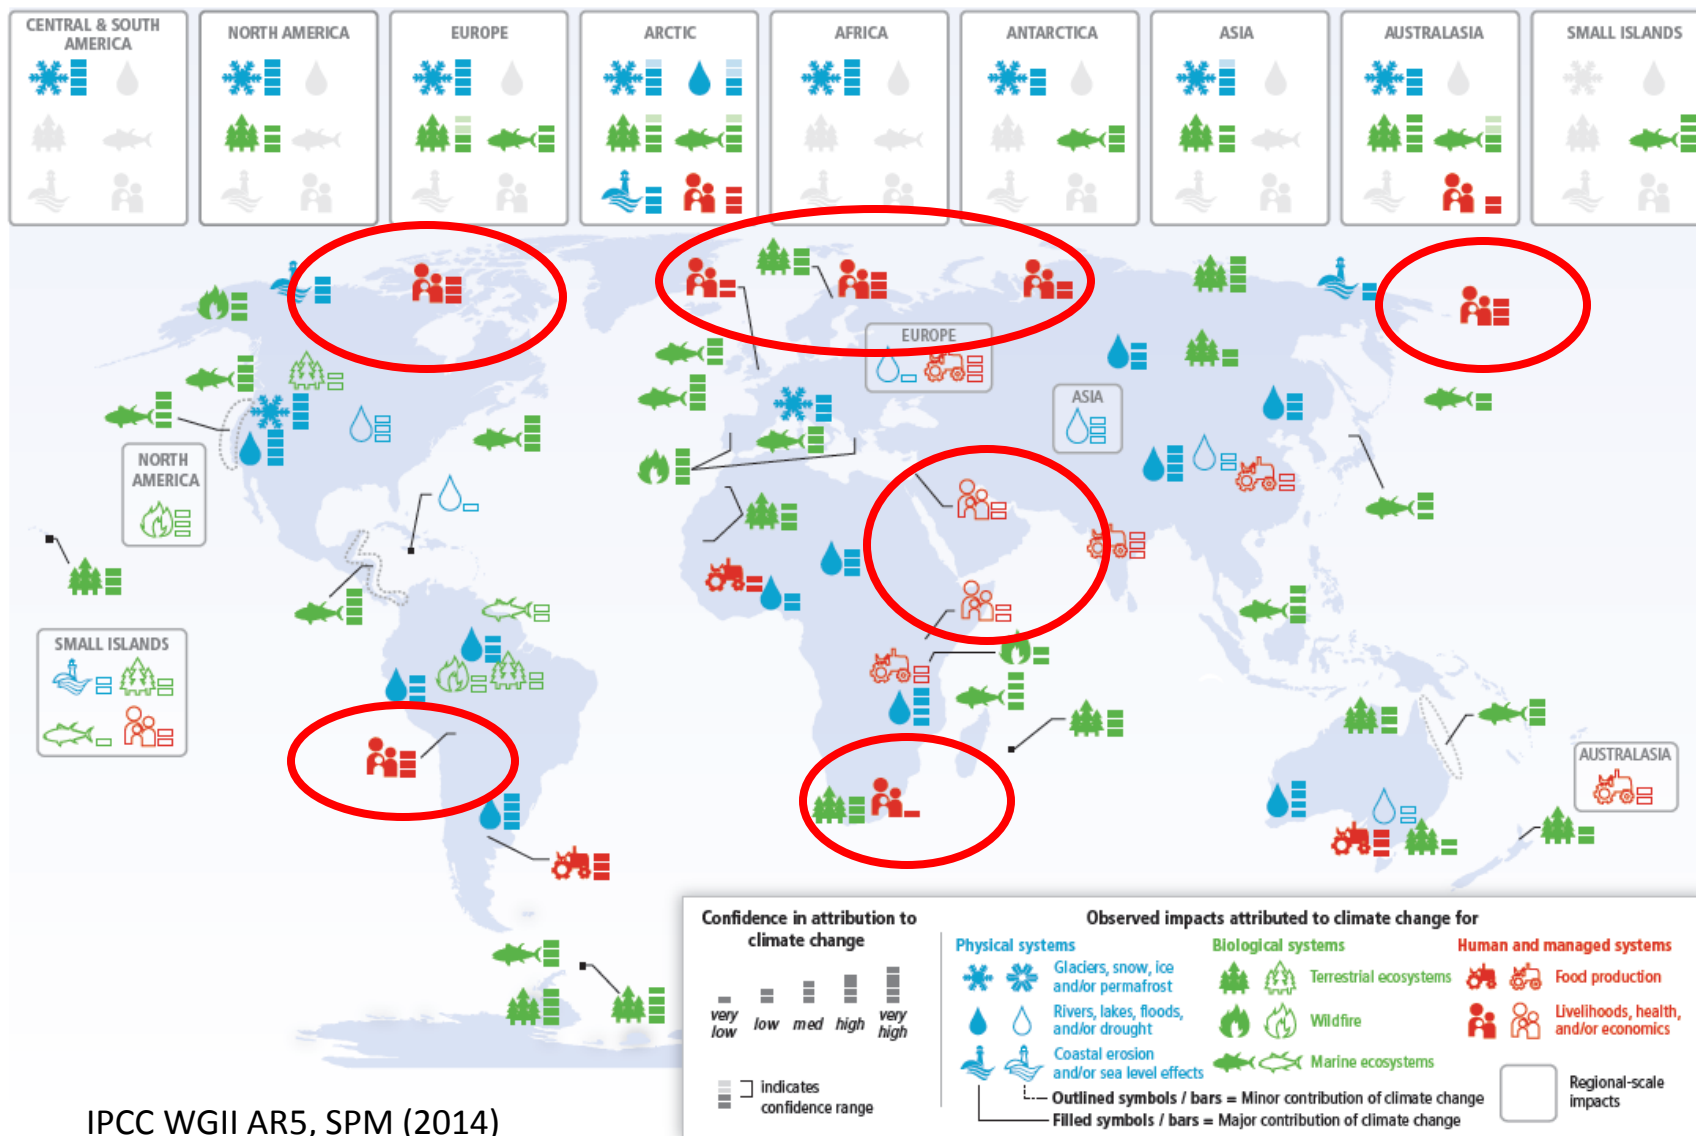 CENTRAL & SOUTH
AMERICA
NORTH AMERICA
EUROPE
ARCTIC
AFRICA
ANTARCTICA
ASIA
AUSTRALASIA
SMALL ISLANDS
EUROPE
ASIA
NORTH
AMERICA
SMALL ISLANDS
AUSTRALASIA
Confidence in attribution to
climate change
very
low
low
med
high
very
high
indicates
confidence range
Observed impacts attributed to climate change for
Physical systems
Glaciers, snow, ice
and/or permafrost
Rivers, lakes, floods,
and/or drought
Coastal erosion
and/or sea level effects
Biological systems
Terrestrial ecosystems
Wildfire
Marine ecosystems
Human and managed systems
Food production
Livelihoods, health,
and/or economics
Regional-scale
impacts
Outlined symbols / bars = Minor contribution of climate change
Filled symbols / bars = Major contribution of climate change
IPCC WGII AR5, SPM (2014)